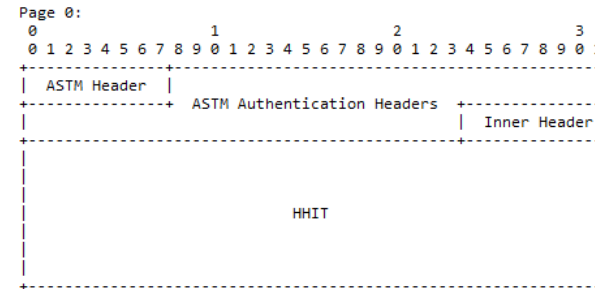 Page 0:
0 1 2 3
0 1 2 3 4 5 6 7 8 9 0 1 2 3 4 5 6 7 8 9 0 1 2 3 4 5 6 7 8 9 0
+---------------+--------------------------------
| ASTM Header |
+---------------+ ASTM Authentication Headers +---------------
| | Inner Header
+-----------------------------------------------+---------------
|
|
|
| HHIT
|
|
|
+---------------------------------------------------------------